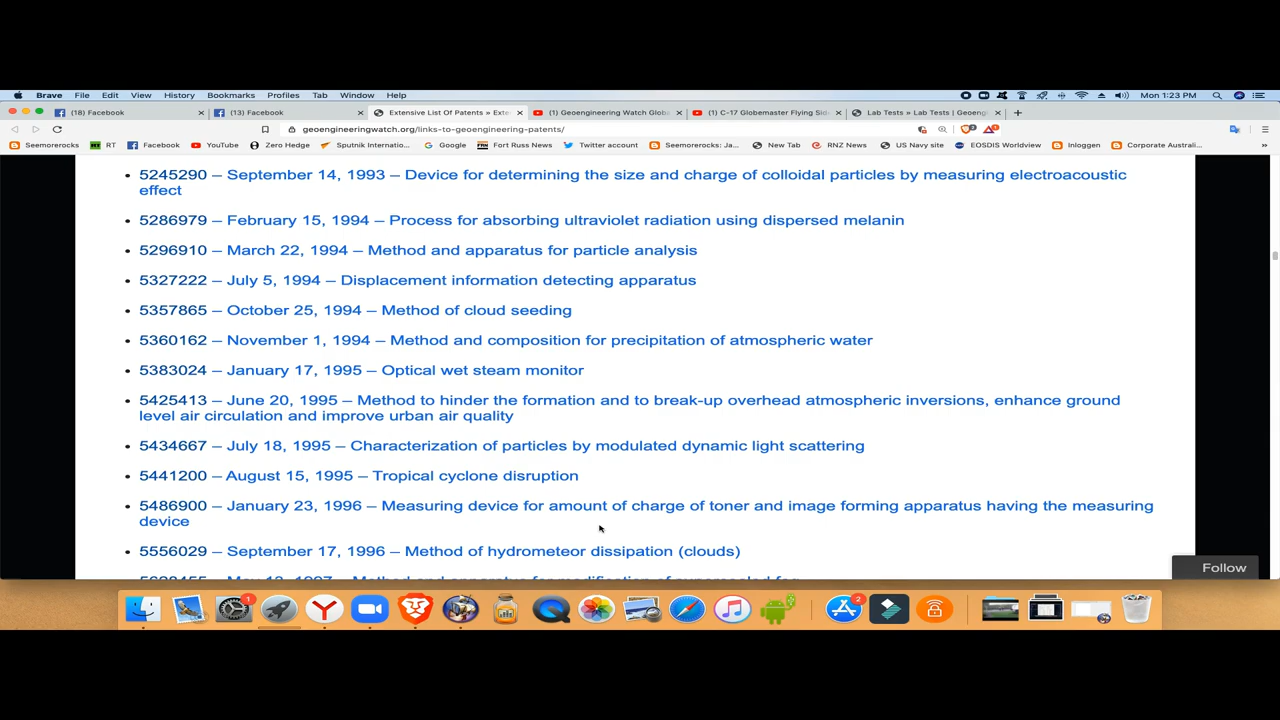 Brave File Edit View History Bookmarks Profiles Tab Window Help Mon 1:23 PM
(18) Facebook × (13) Facebook × Extensive List Of Patents » Exte × (1) Geoengineering Watch Globa × (1) C-17 Globemaster Flying Sid × Lab Tests » Lab Tests | Geoeng × +
geoengineeringwatch.org/links-to-geoengineering-patents/
Seemorerocks RT Facebook YouTube Zero Hedge Sputnik Internatio... Google Fort Russ News Twitter account Seemorerocks: Ja... New Tab RNZ News US Navy site EOSDIS Worldview Inloggen Corporate Australi... »
• 5245290 – September 14, 1993 – Device for determining the size and charge of colloidal particles by measuring electroacoustic
effect
• 5286979 – February 15, 1994 – Process for absorbing ultraviolet radiation using dispersed melanin
• 5296910 – March 22, 1994 – Method and apparatus for particle analysis
• 5327222 – July 5, 1994 – Displacement information detecting apparatus
• 5357865 – October 25, 1994 – Method of cloud seeding
• 5360162 – November 1, 1994 – Method and composition for precipitation of atmospheric water
• 5383024 – January 17, 1995 – Optical wet steam monitor
• 5425413 – June 20, 1995 – Method to hinder the formation and to break-up overhead atmospheric inversions, enhance ground
level air circulation and improve urban air quality
• 5434667 – July 18, 1995 – Characterization of particles by modulated dynamic light scattering
• 5441200 – August 15, 1995 – Tropical cyclone disruption
• 5486900 – January 23, 1996 – Measuring device for amount of charge of toner and image forming apparatus having the measuring
device
• 5556029 – September 17, 1996 – Method of hydrometeor dissipation (clouds)
Follow